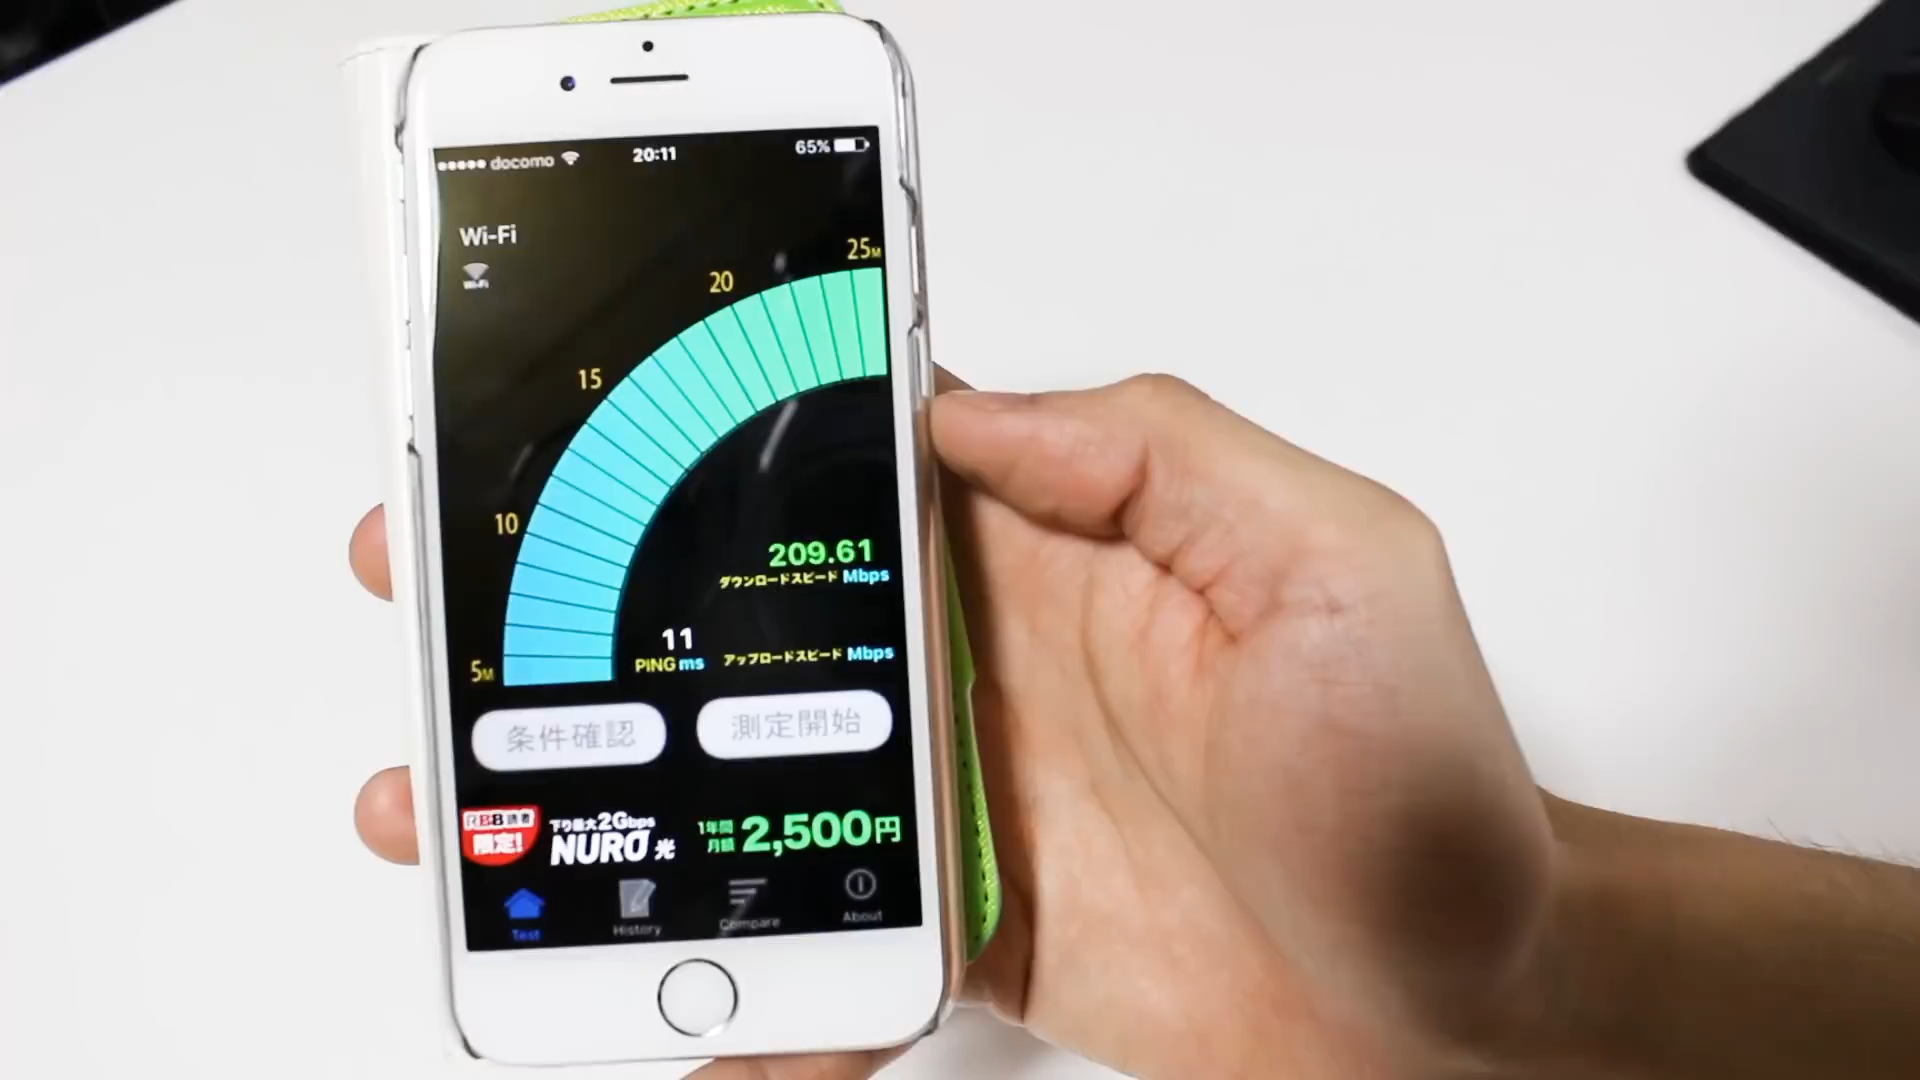 docomo 20:11 65%
Wi-Fi
Wi-Fi
25M
20
15
10
5M
209.61
ダウンロードスピード Mbps
11
PING ms
アップロードスピード Mbps
条件確認 測定開始
RBB読者
限定!
下り最大2Gbps
NURO 光
1年間
月額 2,500円
Test History Compare About